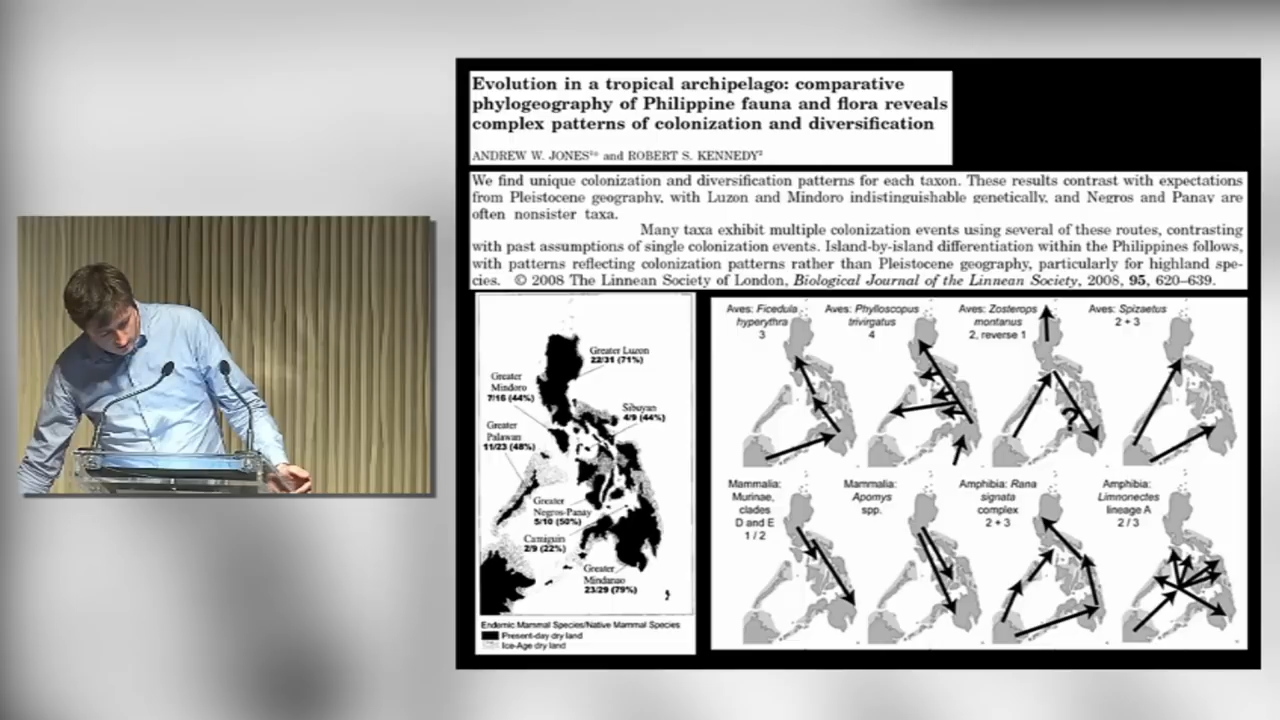 Evolution in a tropical archipelago: comparative
phylogeography of Philippine fauna and flora reveals
complex patterns of colonization and diversification
ANDREW W. JONES¹* and ROBERT S. KENNEDY²
We find unique colonization and diversification patterns for each taxon. These results contrast with expectations
from Pleistocene geography, with Luzon and Mindoro indistinguishable genetically, and Negros and Panay are
often nonsister taxa.
Many taxa exhibit multiple colonization events using several of these routes, contrasting
with past assumptions of single colonization events. Island-by-island differentiation within the Philippines follows,
with patterns reflecting colonization patterns rather than Pleistocene geography, particularly for highland spe-
cies. © 2008 The Linnean Society of London, Biological Journal of the Linnean Society, 2008, 95, 620–639.
Greater Luzon
22/31 (71%)
Greater
Mindoro
7/16 (44%)
Sibuyan
4/9 (44%)
Greater
Palawan
11/23 (48%)
Greater
Negros-Panay
5/10 (50%)
Camiguin
2/9 (22%)
Greater
Mindanao
23/29 (79%)
Endemic Mammal Species/Native Mammal Species
Present-day dry land
Ice-Age dry land
Aves: Ficedula
hyperythra
3
Aves: Phylloscopus
trivirgatus
4
Aves: Zosterops
montanus
2, reverse 1
?
Aves: Spizaetus
2 + 3
Mammalia:
Murinae,
clades
D and E
1 / 2
Mammalia:
Apomys
spp.
Amphibia: Rana
signata
complex
2 + 3
Amphibia:
Limnonectes
lineage A
2 / 3